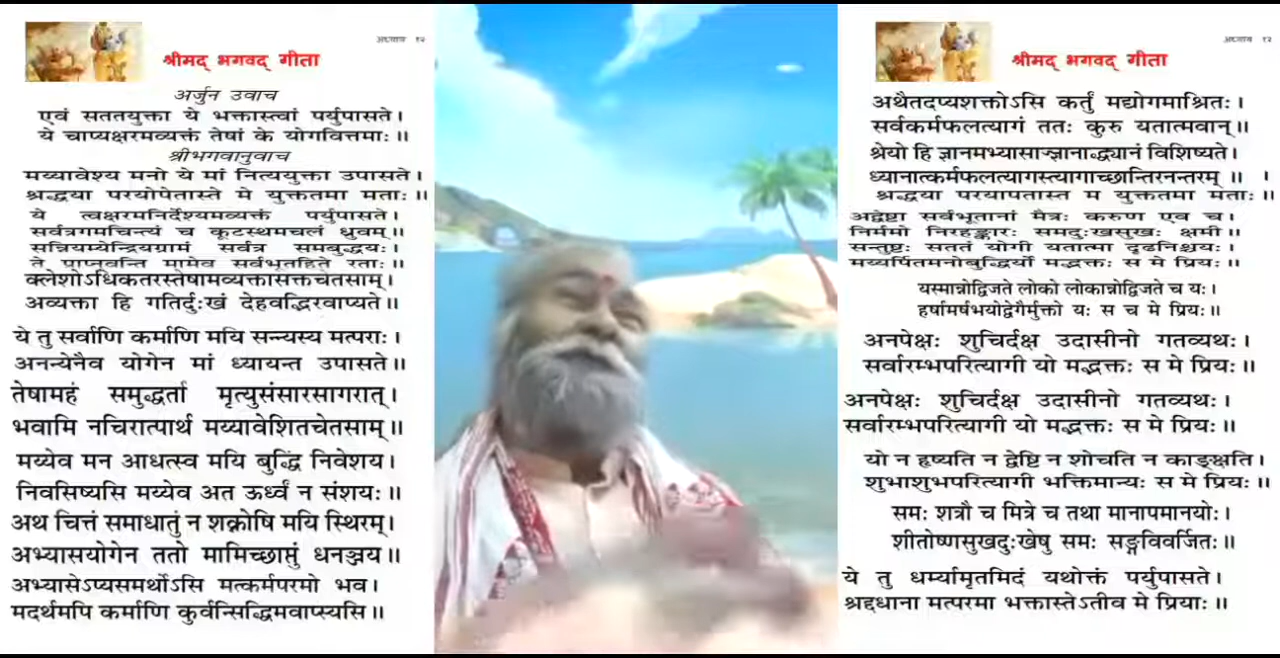 अध्याय १२
श्रीमद् भगवद् गीता
अर्जुन उवाच
एवं सततयुक्ता ये भक्तास्त्वां पर्युपासते।
ये चाप्यक्षरमव्यक्तं तेषां के योगवित्तमाः॥
श्रीभगवानुवाच
मय्यावेश्य मनो ये मां नित्ययुक्ता उपासते।
श्रद्धया परयोपेतास्ते मे युक्ततमा मताः॥
ये त्वक्षरमनिर्देश्यमव्यक्तं पर्युपासते।
सर्वत्रगमचिन्त्यं च कूटस्थमचलं ध्रुवम्॥
सन्नियम्येन्द्रियग्रामं सर्वत्र समबुद्धयः।
ते प्राप्नुवन्ति मामेव सर्वभूतहिते रताः॥
क्लेशोऽधिकतरस्तेषामव्यक्तासक्तचेतसाम्।
अव्यक्ता हि गतिर्दुःखं देहवद्भिरवाप्यते॥
ये तु सर्वाणि कर्माणि मयि सन्न्यस्य मत्पराः।
अनन्येनैव योगेन मां ध्यायन्त उपासते॥
तेषामहं समुद्धर्ता मृत्युसंसारसागरात्।
भवामि नचिरात्पार्थ मय्यावेशितचेतसाम्॥
मय्येव मन आधत्स्व मयि बुद्धिं निवेशय।
निवसिष्यसि मय्येव अत ऊर्ध्वं न संशयः॥
अथ चित्तं समाधातुं न शक्नोषि मयि स्थिरम्।
अभ्यासयोगेन ततो मामिच्छाप्तुं धनञ्जय॥
अभ्यासेऽप्यसमर्थोऽसि मत्कर्मपरमो भव।
मदर्थमपि कर्माणि कुर्वन्सिद्धिमवाप्स्यसि॥
अध्याय १२
श्रीमद् भगवद् गीता
अथैतदप्यशक्तोऽसि कर्तुं मद्योगमाश्रितः।
सर्वकर्मफलत्यागं ततः कुरु यतात्मवान्॥
श्रेयो हि ज्ञानमभ्यासाज्ज्ञानाद्ध्यानं विशिष्यते।
ध्यानात्कर्मफलत्यागस्त्यागाच्छान्तिरनन्तरम् ॥ ।
श्रद्धया परयापतास्त म युक्ततमा मताः॥
अद्वेष्टा सर्वभूतानां मैत्रः करुण एव च।
निर्ममो निरहङ्कारः समदुःखसुखः क्षमी॥
सन्तुष्टः सततं योगी यतात्मा दृढनिश्चयः।
मय्यर्पितमनोबुद्धिर्यो मद्भक्तः स मे प्रियः॥
यस्मान्नोद्विजते लोको लोकान्नोद्विजते च यः।
हर्षामर्षभयोद्वेगैर्मुक्तो यः स च मे प्रियः॥
अनपेक्षः शुचिर्दक्ष उदासीनो गतव्यथः।
सर्वारम्भपरित्यागी यो मद्भक्तः स मे प्रियः॥
अनपेक्षः शुचिर्दक्ष उदासीनो गतव्यथः।
सर्वारम्भपरित्यागी यो मद्भक्तः स मे प्रियः॥
यो न हृष्यति न द्वेष्टि न शोचति न काङ्क्षति।
शुभाशुभपरित्यागी भक्तिमान्यः स मे प्रियः॥
समः शत्रौ च मित्रे च तथा मानापमानयोः।
शीतोष्णसुखदुःखेषु समः सङ्गविवर्जितः॥
ये तु धर्म्यामृतमिदं यथोक्तं पर्युपासते।
श्रद्दधाना मत्परमा भक्तास्तेऽतीव मे प्रियाः॥